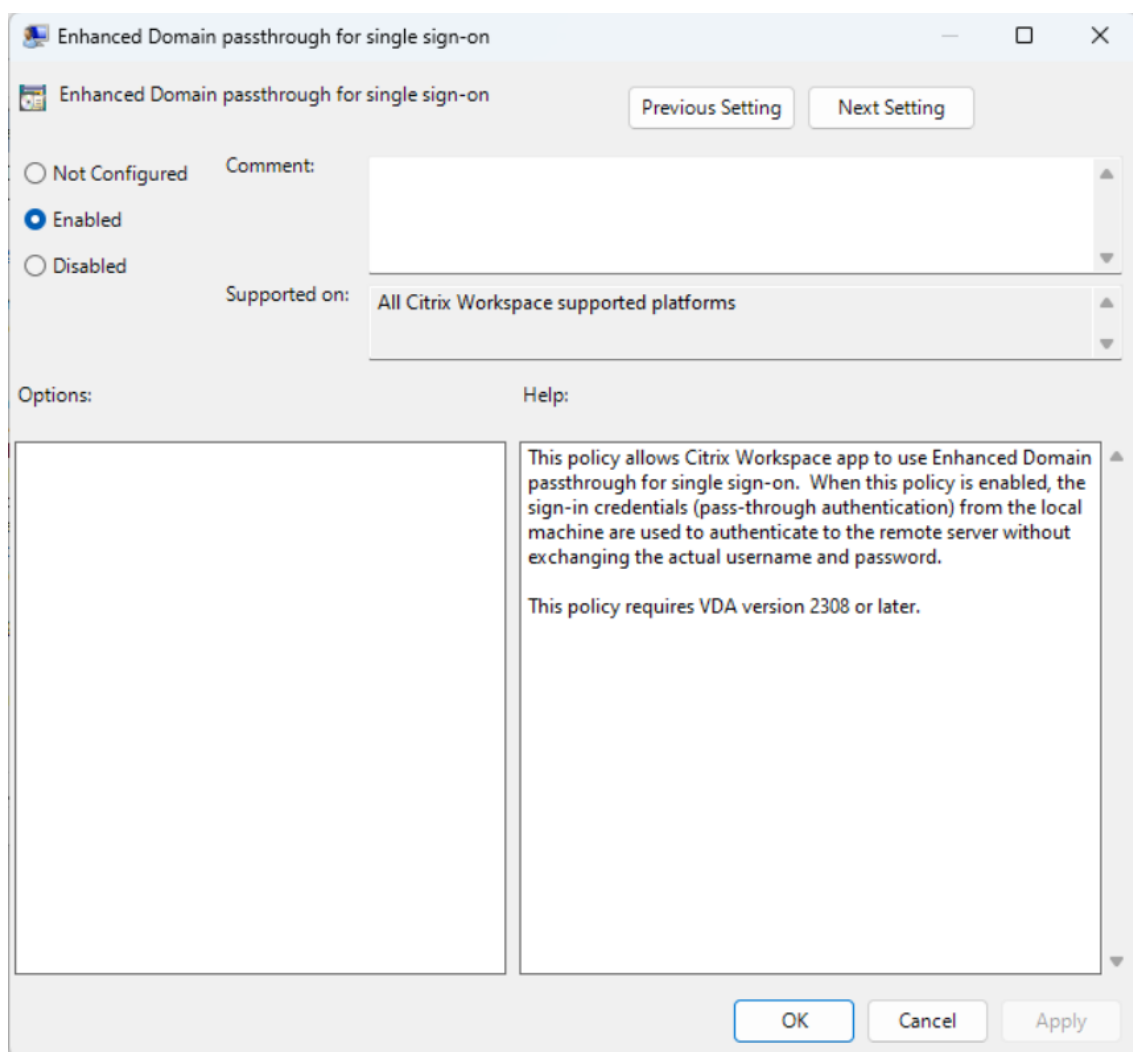 Enhanced Domain passthrough for single sign-on
Enhanced Domain passthrough for single sign-on
Previous Setting
Next Setting
Not Configured
Enabled
Disabled
Comment:
Supported on:
All Citrix Workspace supported platforms
Options:
Help:
This policy allows Citrix Workspace app to use Enhanced Domain
passthrough for single sign-on.  When this policy is enabled, the
sign-in credentials (pass-through authentication) from the local
machine are used to authenticate to the remote server without
exchanging the actual username and password.
This policy requires VDA version 2308 or later.
OK
Cancel
Apply